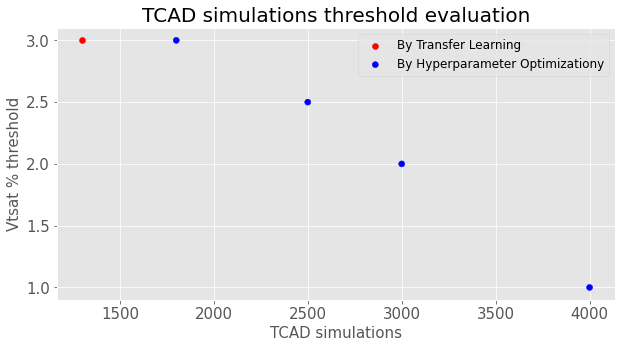 TCAD simulations threshold evaluation
By Transfer Learning
By Hyperparameter Optimizationy
Vtsat % threshold
3.0
2.5
2.0
1.5
1.0
1500 2000 2500 3000 3500 4000
TCAD simulations